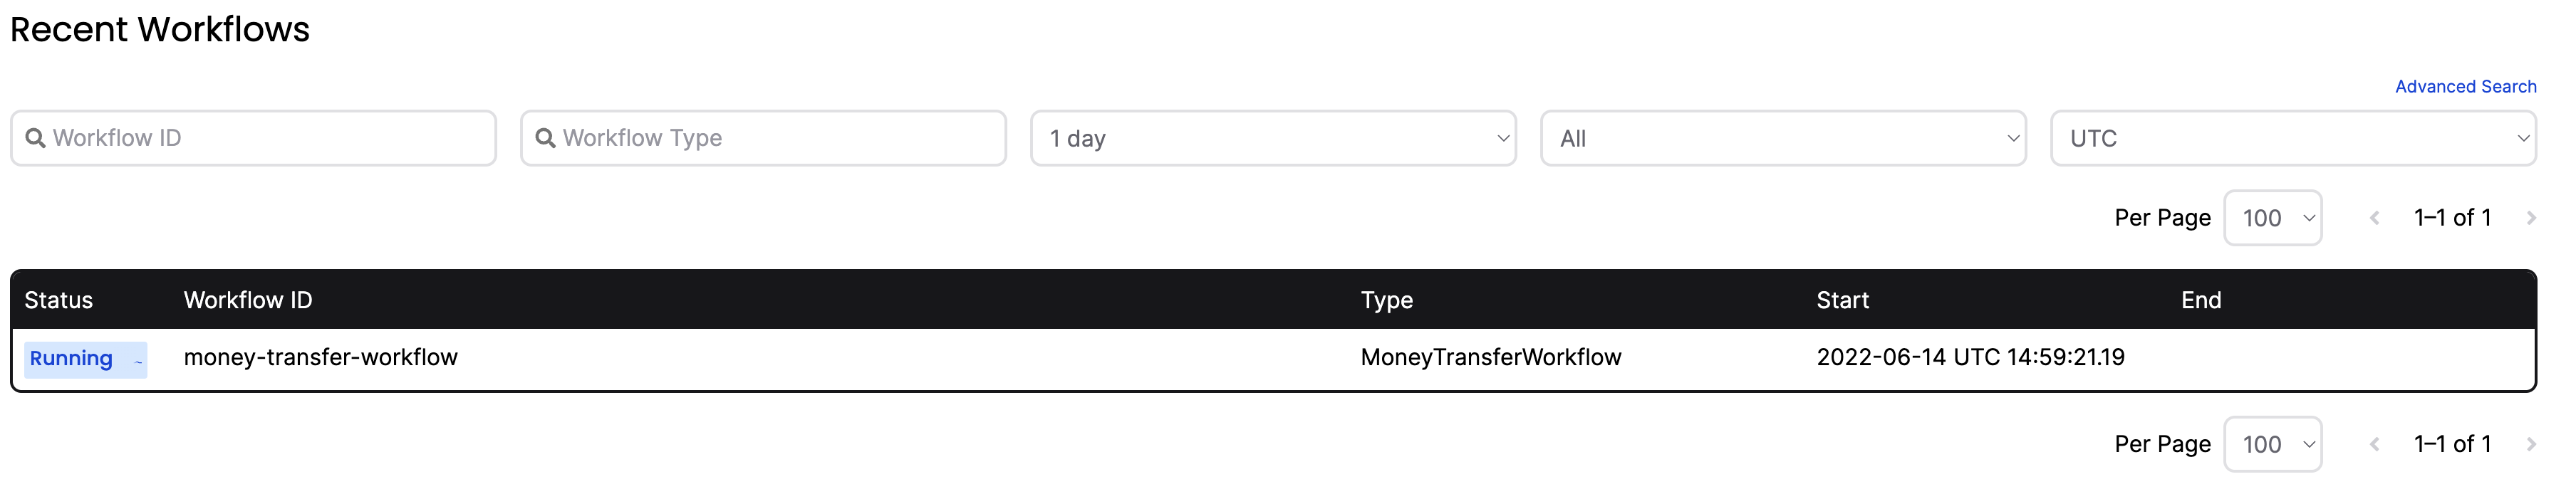 Recent Workflows
Advanced Search
Workflow ID Workflow Type 1 day All UTC
Per Page 100 1–1 of 1
Status Workflow ID Type Start End
Running money-transfer-workflow MoneyTransferWorkflow 2022-06-14 UTC 14:59:21.19
Per Page 100 1–1 of 1